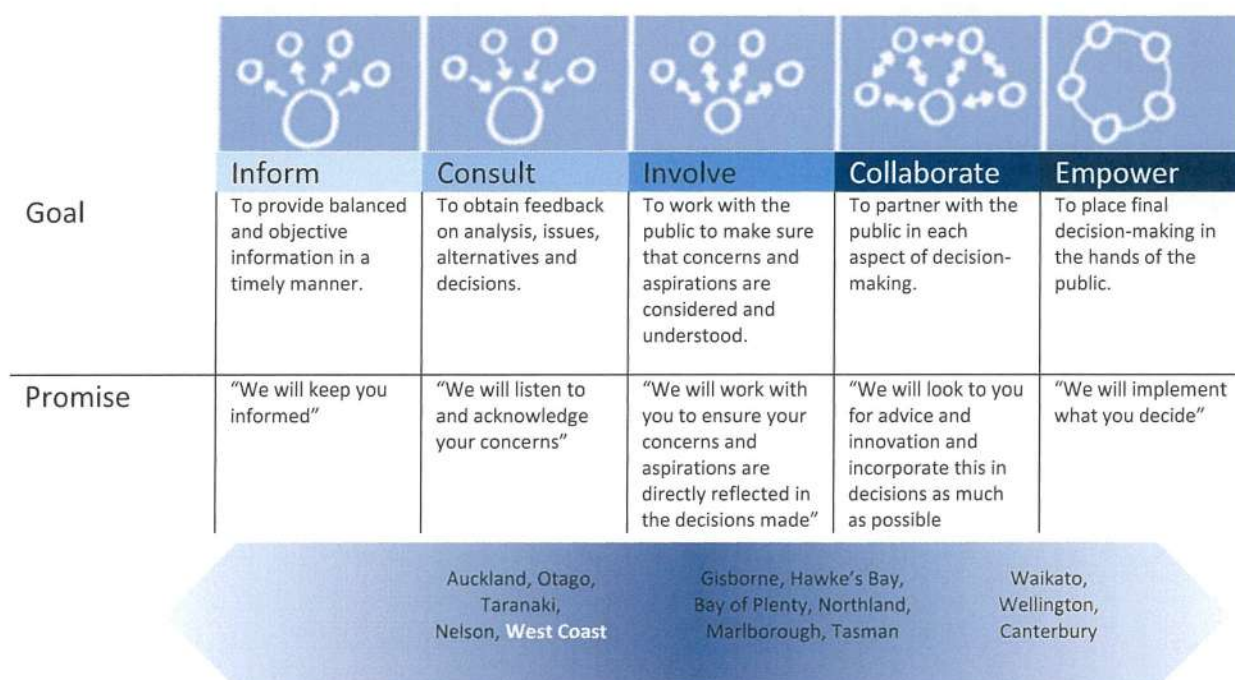 Inform
Consult
Involve
Collaborate
Empower
Goal
To provide balanced
and objective
information in a
timely manner.
To obtain feedback
on analysis, issues,
alternatives and
decisions.
To work with the
public to make sure
that concerns and
aspirations are
considered and
understood.
To partner with the
public in each
aspect of decision-
making.
To place final
decision-making in
the hands of the
public.
Promise
“We will keep you
informed”
“We will listen to
and acknowledge
your concerns”
“We will work with
you to ensure your
concerns and
aspirations are
directly reflected in
the decisions made”
“We will look to you
for advice and
innovation and
incorporate this in
decisions as much
as possible
“We will implement
what you decide”
Auckland, Otago,
Taranaki,
Nelson, West Coast
Gisborne, Hawke’s Bay,
Bay of Plenty, Northland,
Marlborough, Tasman
Waikato,
Wellington,
Canterbury